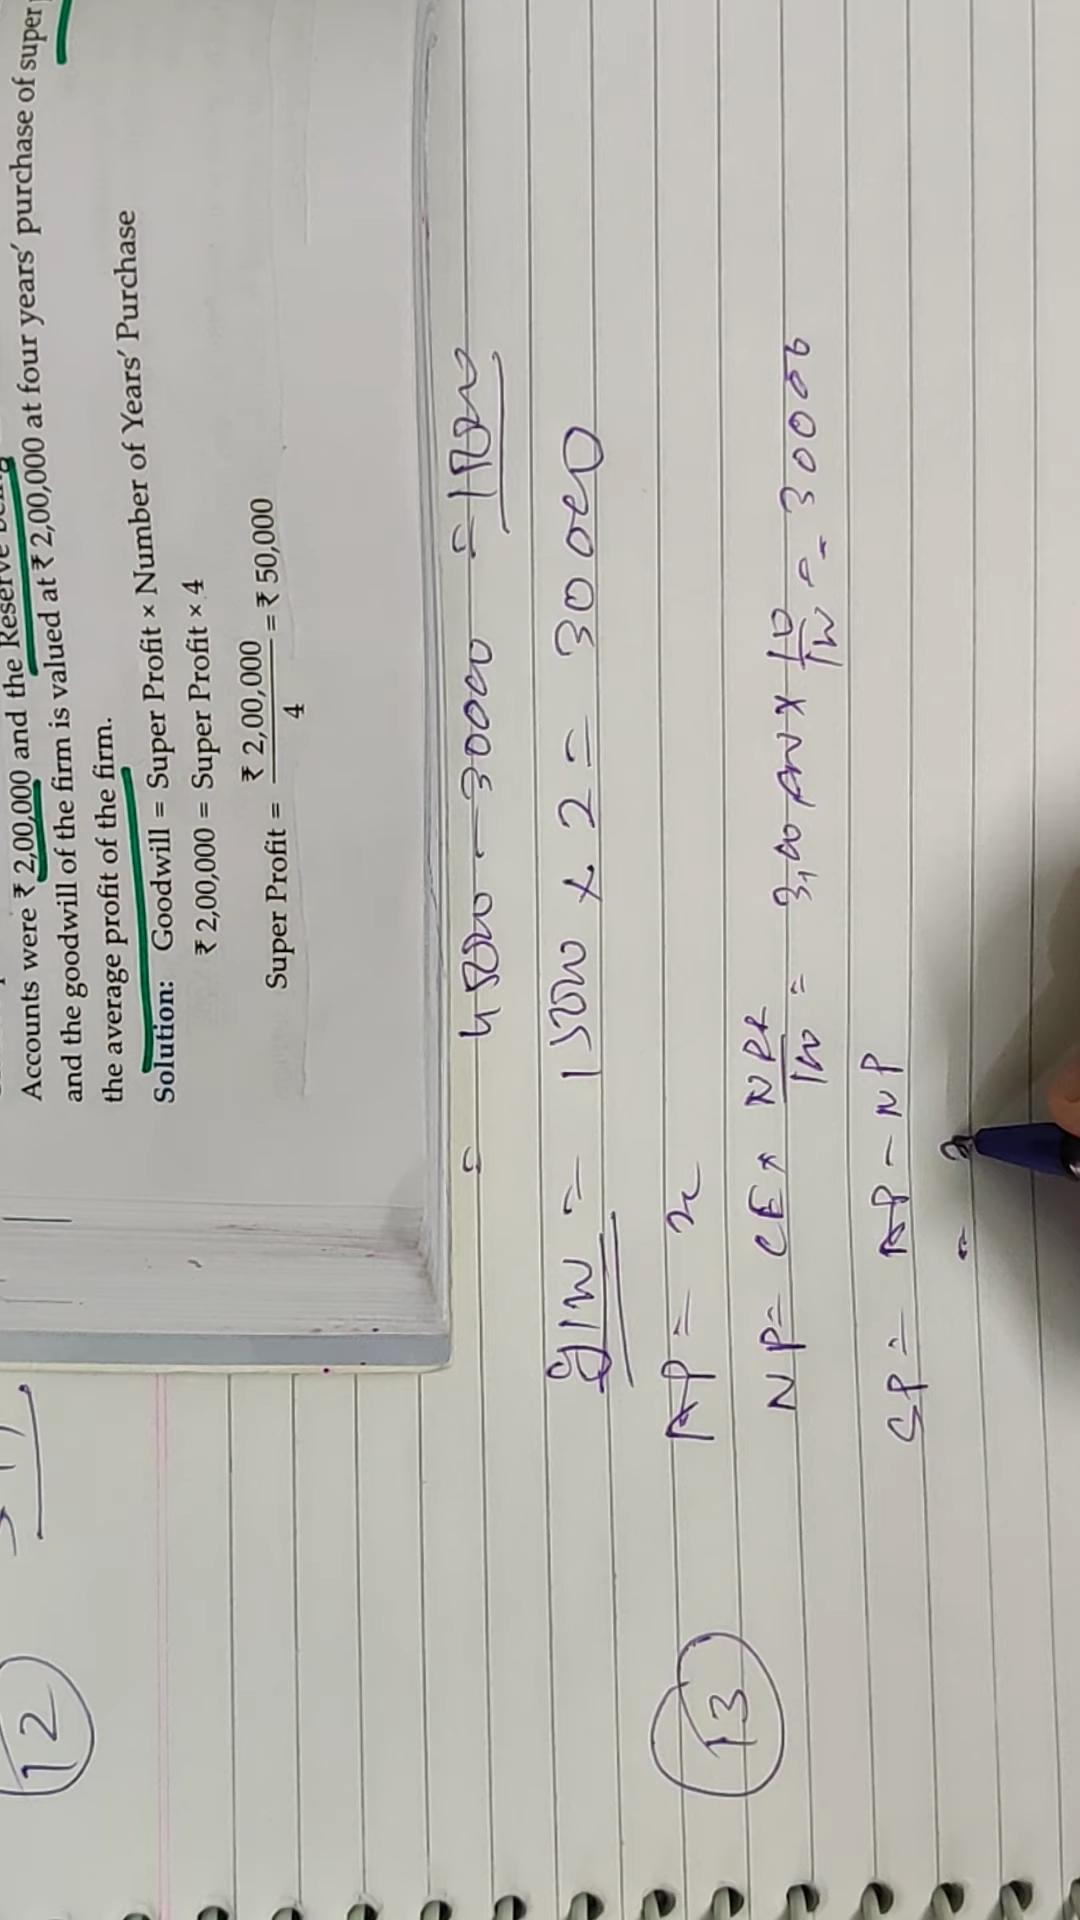 Accounts were ₹ 2,00,000 and the Reserve
and the goodwill of the firm is valued at ₹ 2,00,000 at four years' purchase of super
the average profit of the firm.
Solution: Goodwill = Super Profit × Number of Years' Purchase
₹ 2,00,000 = Super Profit × 4
Super Profit = ₹ 2,00,000 / 4 = ₹ 50,000
12
= 45000 - 30000 = 15000
g/w = 15000 × 2 = 30000
13
AP = x
NP = CE × NRR / 100 = 3,00,000 × 10 / 100 = 30000
SP = AP - NP
=